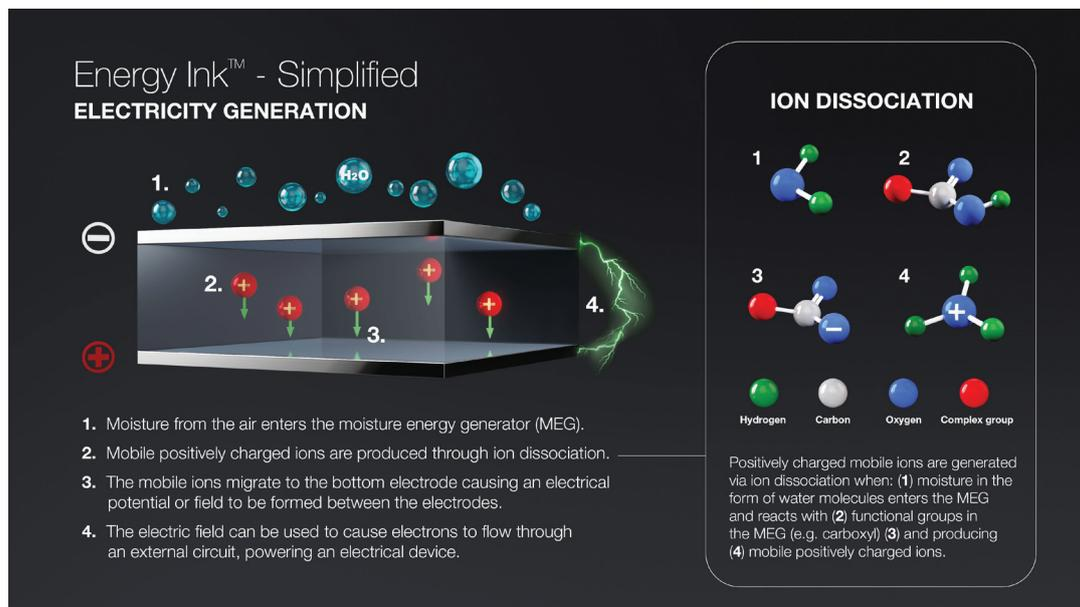 Energy Ink™ - Simplified
ELECTRICITY GENERATION
1.
H₂O
−
2.
+
+
+
+
+
3.
4.
+
1. Moisture from the air enters the moisture energy generator (MEG).
2. Mobile positively charged ions are produced through ion dissociation.
3. The mobile ions migrate to the bottom electrode causing an electrical
potential or field to be formed between the electrodes.
4. The electric field can be used to cause electrons to flow through
an external circuit, powering an electrical device.
ION DISSOCIATION
1
2
3
4
−
+
Hydrogen
Carbon
Oxygen
Complex group
Positively charged mobile ions are generated
via ion dissociation when: (1) moisture in the
form of water molecules enters the MEG
and reacts with (2) functional groups in
the MEG (e.g. carboxyl) (3) and producing
(4) mobile positively charged ions.